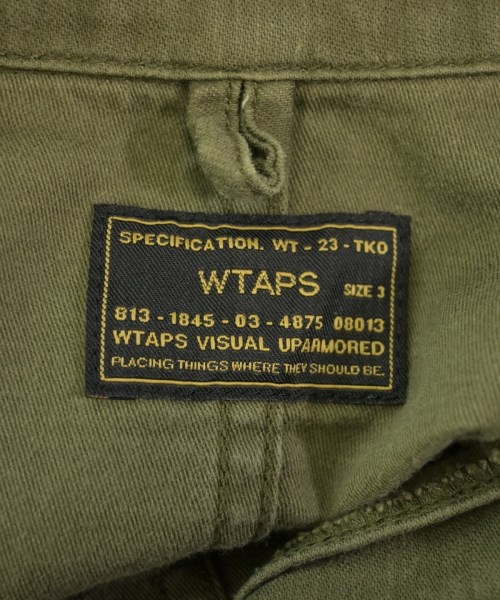 SPECIFICATION. WT - 23 - TKO
WTAPS SIZE 3
813 - 1845 - 03 - 4875 08013
WTAPS VISUAL UPARMORED
PLACING THINGS WHERE THEY SHOULD BE.